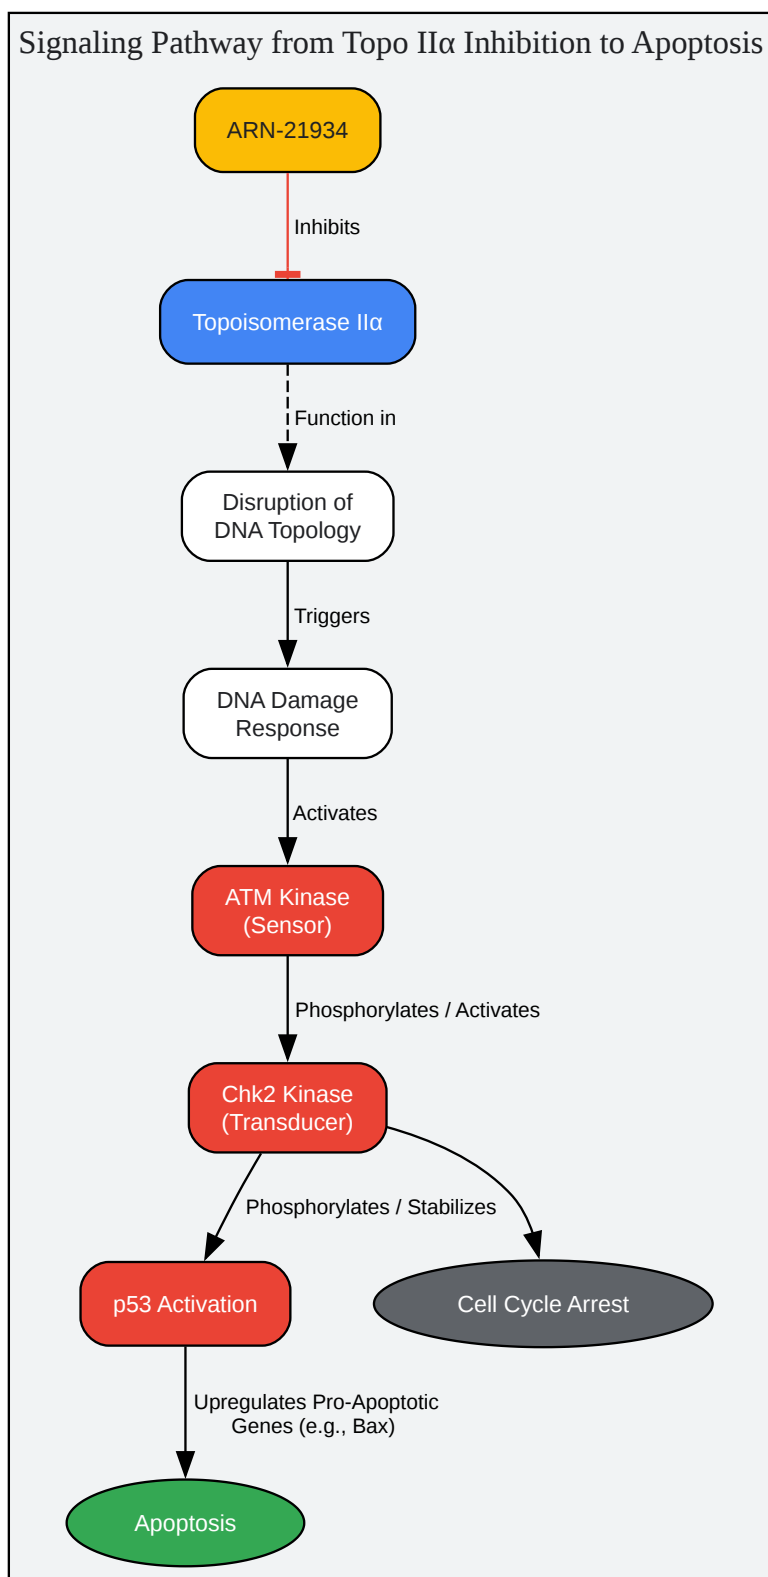 Signaling Pathway from Topo IIα Inhibition to Apoptosis
ARN-21934
Inhibits
Topoisomerase IIα
Function in
Disruption of
DNA Topology
Triggers
DNA Damage
Response
Activates
ATM Kinase
(Sensor)
Phosphorylates / Activates
Chk2 Kinase
(Transducer)
Phosphorylates / Stabilizes
p53 Activation
Cell Cycle Arrest
Upregulates Pro-Apoptotic
Genes (e.g., Bax)
Apoptosis